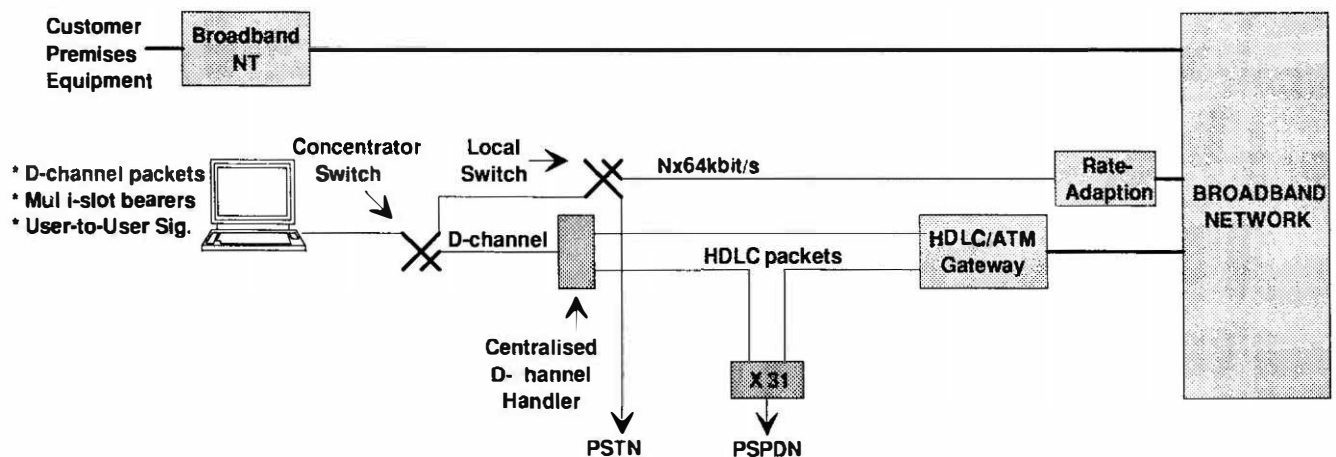 Customer
Premises
Equipment
Broadband
NT
Concentrator
Switch
Local
Switch
Nx64kbit/s
Rate-
Adaption
BROADBAND
NETWORK
* D-channel packets
* Mul i-slot bearers
* User-to-User Sig.
D-channel
HDLC packets
HDLC/ATM
Gateway
Centralised
D- hannel
Handler
X31
PSTN
PSPDN